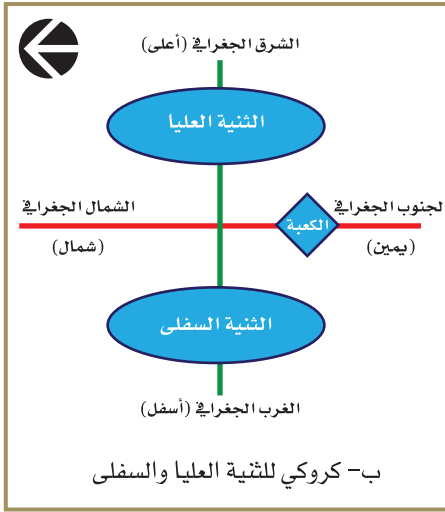 الشرق الجغرافي (أعلى)
الثنية العليا
لجنوب الجغرافي
الشمال الجغرافي
الكعبة
(يمين)
(شمال)
الثنية السفلى
الغرب الجغرافي (أسفل)
ب- كروكي للثنية العليا والسفلى